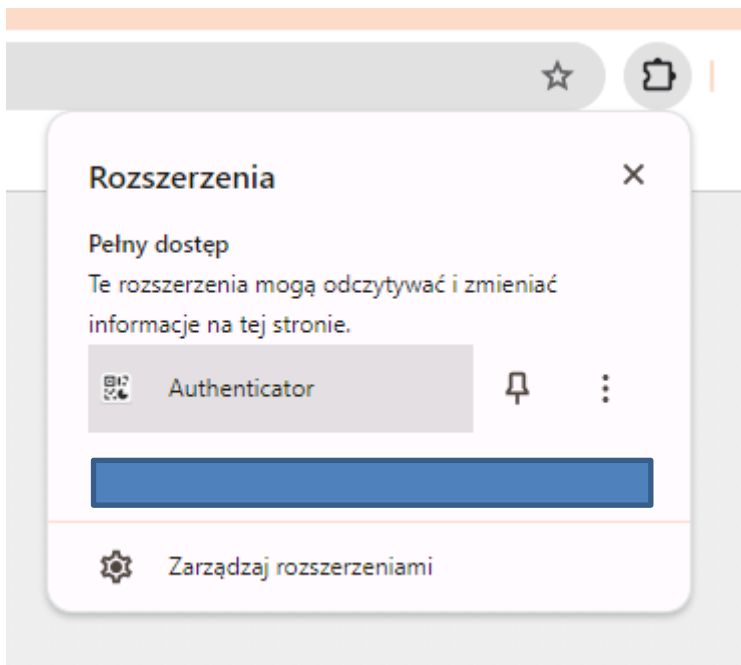 Rozszerzenia
Pełny dostęp
Te rozszerzenia mogą odczytywać i zmieniać
informacje na tej stronie.
Authenticator
Zarządzaj rozszerzeniami